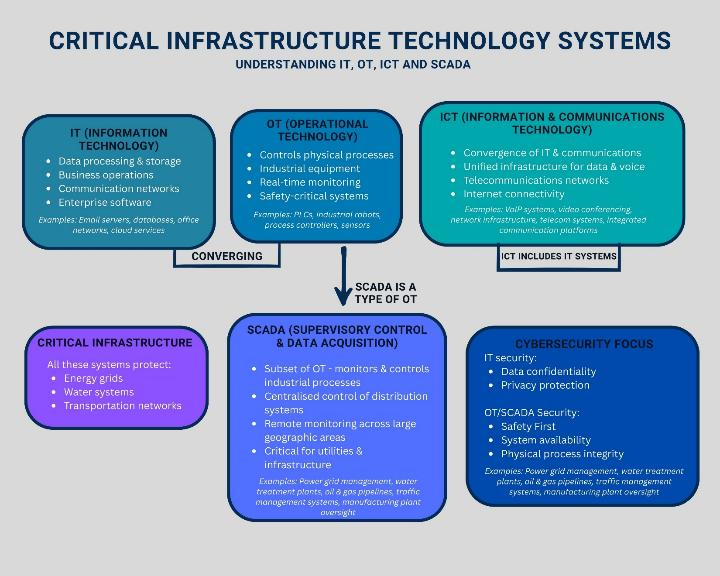 CRITICAL INFRASTRUCTURE TECHNOLOGY SYSTEMS
UNDERSTANDING IT, OT, ICT AND SCADA
IT (INFORMATION
TECHNOLOGY)
• Data processing & storage
• Business operations
• Communication networks
• Enterprise software
Examples: Email servers, databases, office
networks, cloud services
OT (OPERATIONAL
TECHNOLOGY)
• Controls physical processes
• Industrial equipment
• Real-time monitoring
• Safety-critical systems
Examples: PLCs, industrial robots,
process controllers, sensors
ICT (INFORMATION & COMMUNICATIONS
TECHNOLOGY)
• Convergence of IT & communications
• Unified infrastructure for data & voice
• Telecommunications networks
• Internet connectivity
Examples: VoIP systems, video conferencing,
network infrastructure, telecom systems, integrated
communication platforms
CONVERGING
ICT INCLUDES IT SYSTEMS
SCADA IS A
TYPE OF OT
CRITICAL INFRASTRUCTURE
All these systems protect:
• Energy grids
• Water systems
• Transportation networks
SCADA (SUPERVISORY CONTROL
& DATA ACQUISITION)
• Subset of OT - monitors & controls
industrial processes
• Centralised control of distribution
systems
• Remote monitoring across large
geographic areas
• Critical for utilities &
infrastructure
Examples: Power grid management, water
treatment plants, oil & gas pipelines, traffic
management systems, manufacturing plant
oversight
CYBERSECURITY FOCUS
IT security:
• Data confidentiality
• Privacy protection
OT/SCADA Security:
• Safety First
• System availability
• Physical process integrity
Examples: Power grid management, water treatment
plants, oil & gas pipelines, traffic management
systems, manufacturing plant oversight